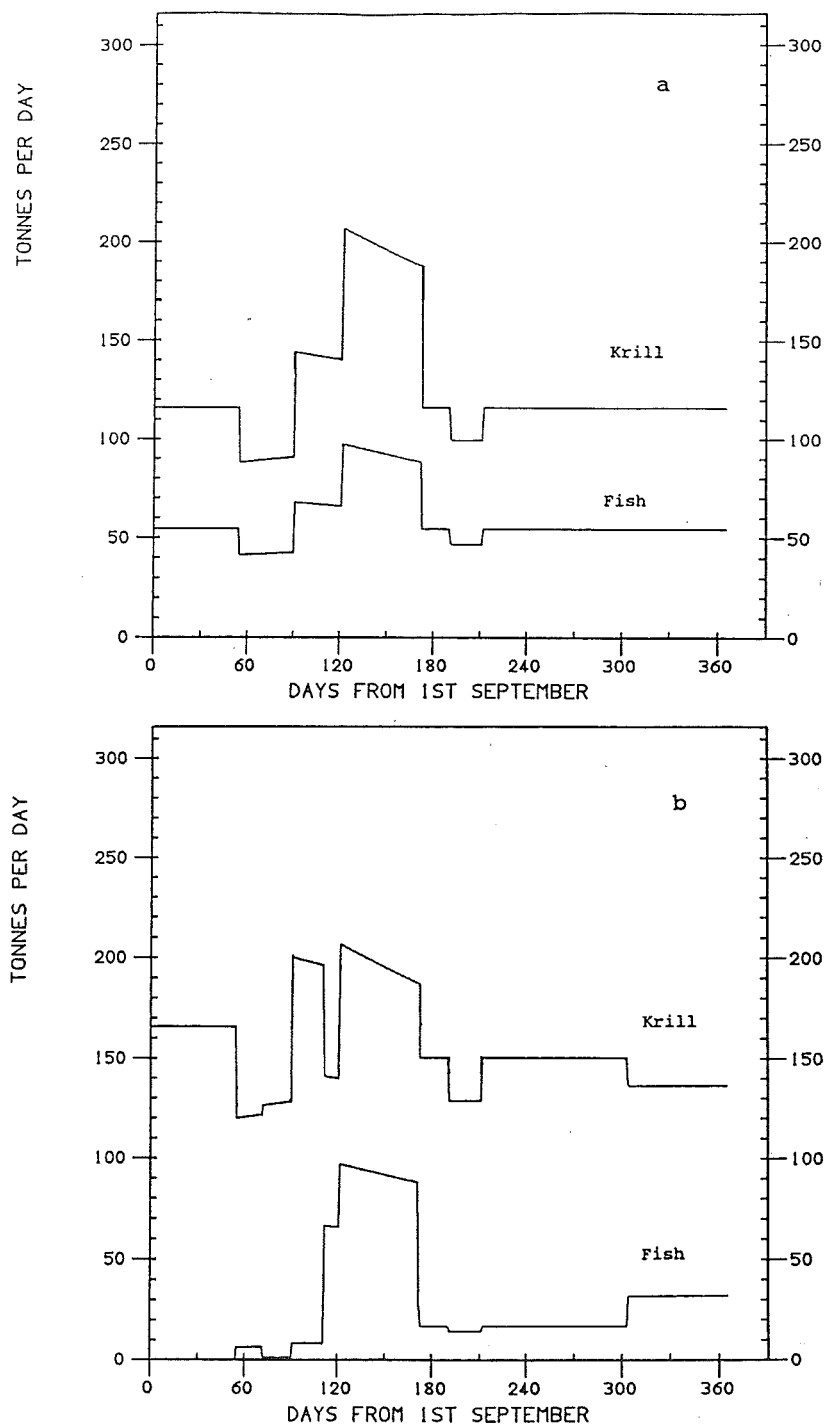 a
TONNES PER DAY
300 300
250 250
200 200
150 150
Krill
100 100
Fish
50 50
0 0
0 60 120 180 240 300 360
DAYS FROM 1ST SEPTEMBER
b
TONNES PER DAY
300 300
250 250
200 200
Krill
150 150
100 100
Fish
50 50
0 0
0 60 120 180 240 300 360
DAYS FROM 1ST SEPTEMBER